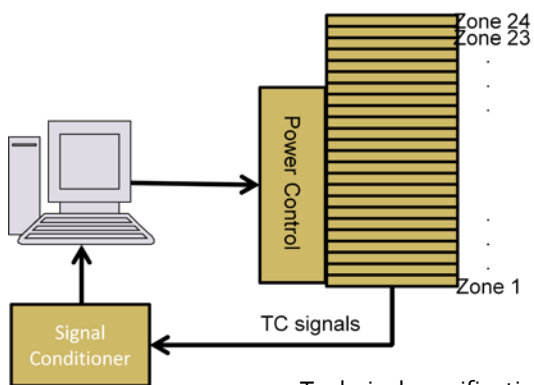 Zone 24
Zone 23
.
.
.
Power Control
.
.
.
Zone 1
TC signals
Signal
Conditioner